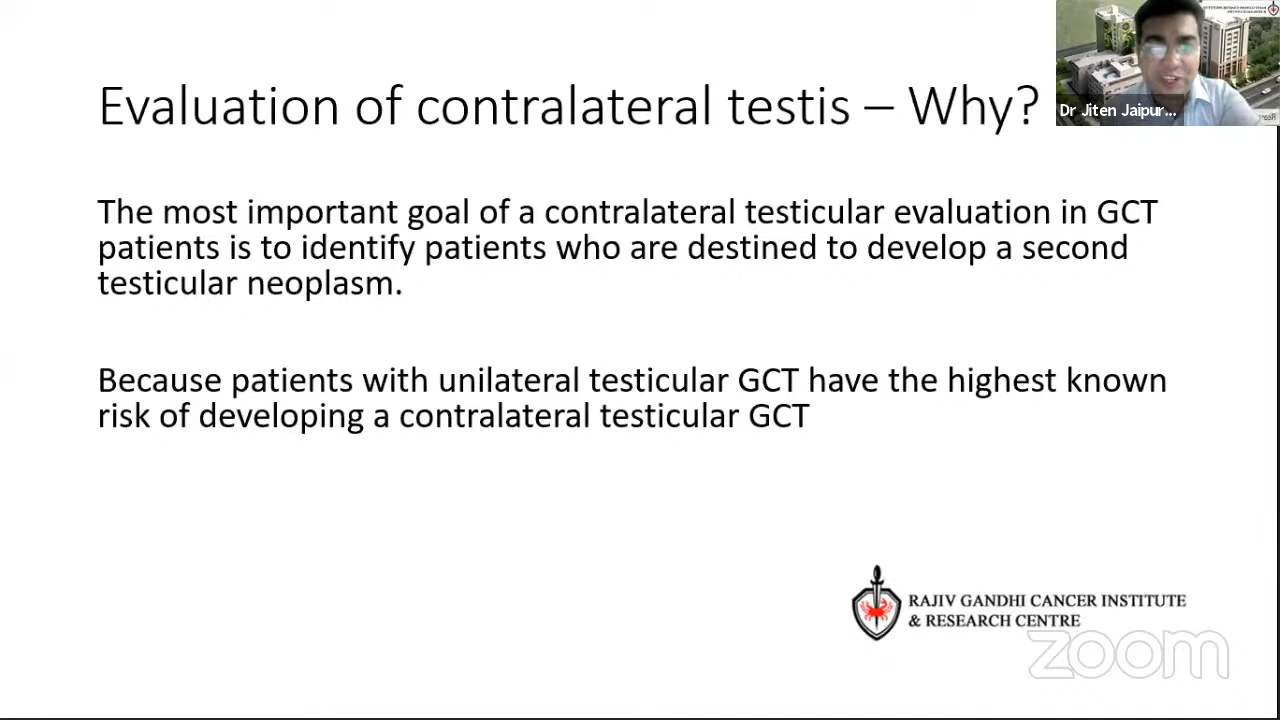 Evaluation of contralateral testis – Why?
Dr Jiten Jaipur...
The most important goal of a contralateral testicular evaluation in GCT
patients is to identify patients who are destined to develop a second
testicular neoplasm.
Because patients with unilateral testicular GCT have the highest known
risk of developing a contralateral testicular GCT
RAJIV GANDHI CANCER INSTITUTE
& RESEARCH CENTRE
zoom